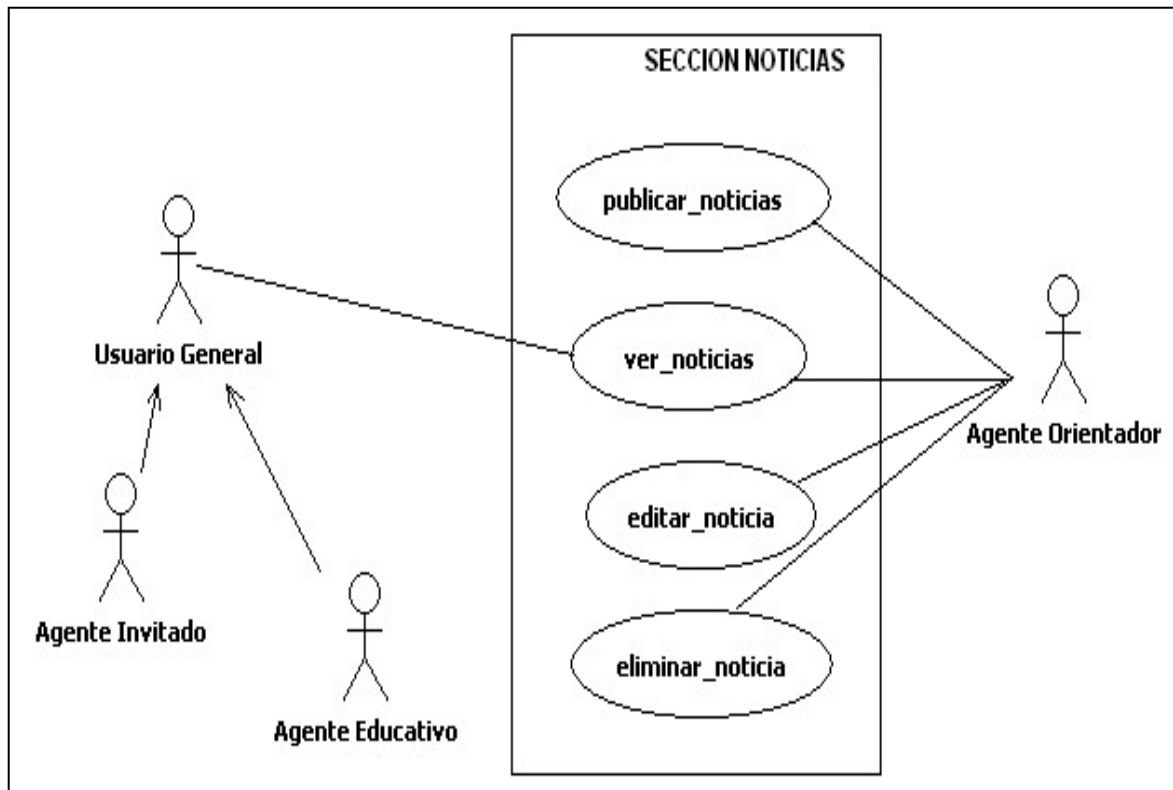 SECCION NOTICIAS
publicar_noticias
Usuario General
ver_noticias
Agente Orientador
editar_noticia
Agente Invitado
eliminar_noticia
Agente Educativo